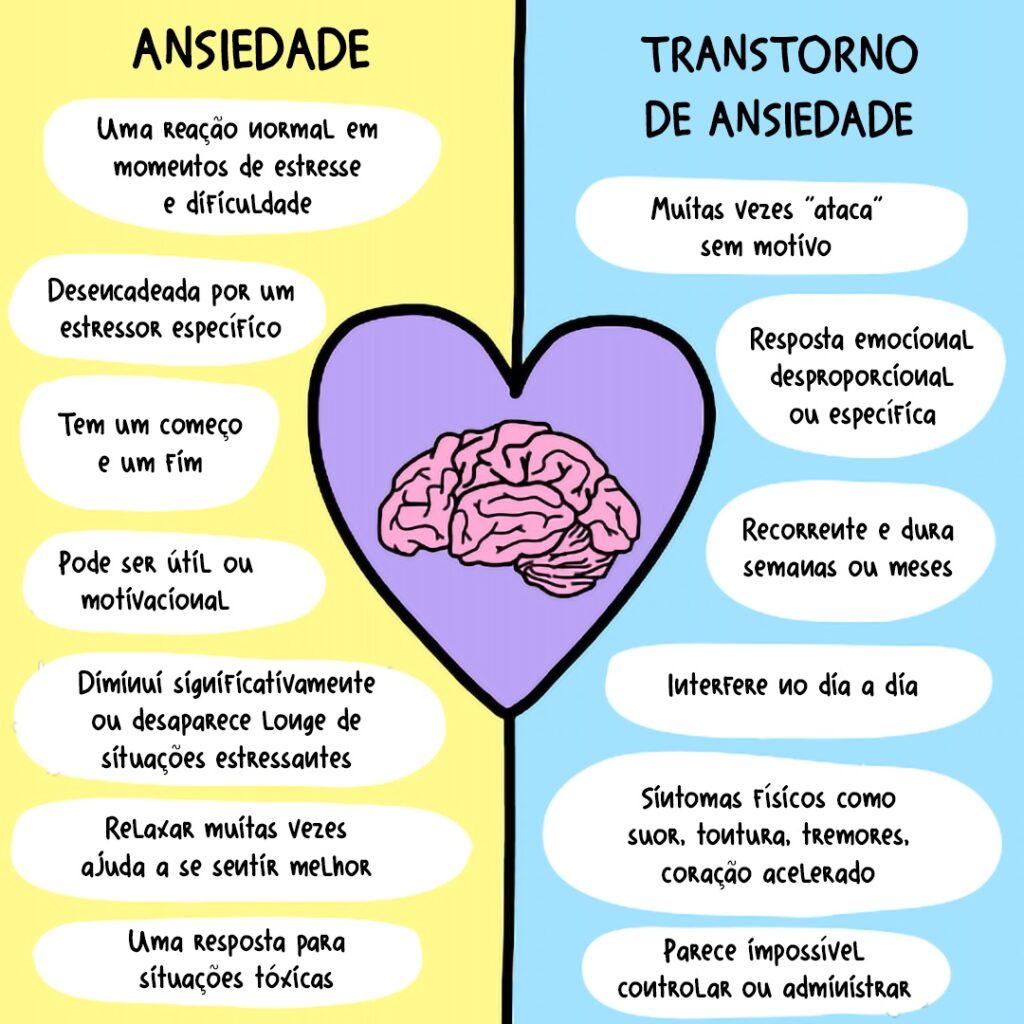 ANSIEDADE
Uma reação normal em
momentos de estresse
e dificuldade
Desencadeada por um
estressor específico
Tem um começo
e um fim
Pode ser útil ou
motivacional
Diminui significativamente
ou desaparece longe de
situações estressantes
Relaxar muitas vezes
ajuda a se sentir melhor
Uma resposta para
situações tóxicas
TRANSTORNO
DE ANSIEDADE
Muitas vezes "ataca"
sem motivo
Resposta emocional
desproporcional
ou específica
Recorrente e dura
semanas ou meses
Interfere no dia a dia
Sintomas físicos como
suor, tontura, tremores,
coração acelerado
Parece impossível
controlar ou administrar